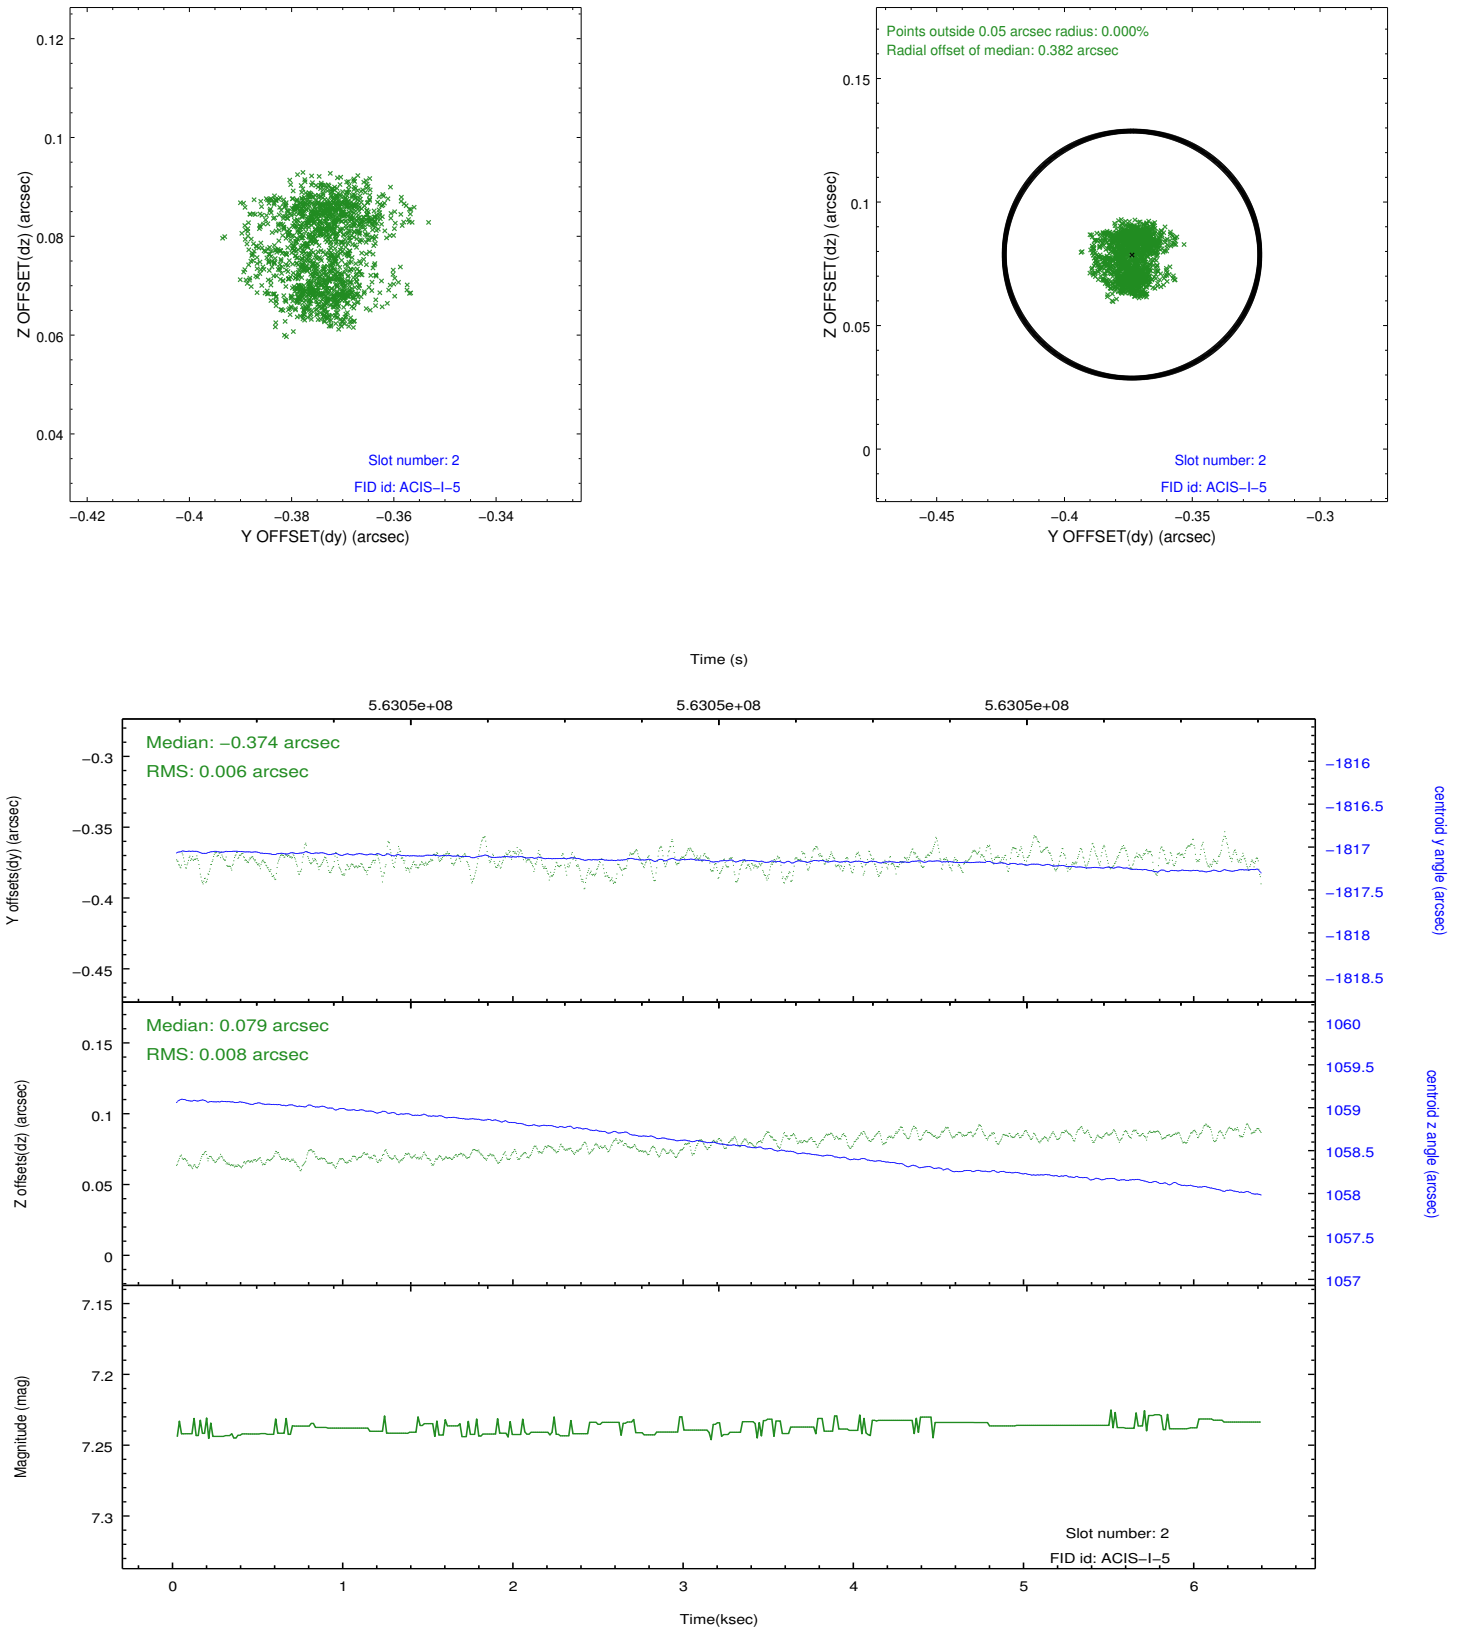 0.12
0.1
0.08
0.06
0.04
Z OFFSET(dz) (arcsec)
Slot number: 2
FID id: ACIS−I−5
−0.42 −0.4 −0.38 −0.36 −0.34
Y OFFSET(dy) (arcsec)
Points outside 0.05 arcsec radius: 0.000%
Radial offset of median: 0.382 arcsec
0.15
0.1
0.05
0
Z OFFSET(dz) (arcsec)
Slot number: 2
FID id: ACIS−I−5
−0.45 −0.4 −0.35 −0.3
Y OFFSET(dy) (arcsec)
Time (s)
5.6305e+08 5.6305e+08 5.6305e+08
Median: −0.374 arcsec
RMS: 0.006 arcsec
−0.3
−0.35
−0.4
−0.45
Y offsets(dy) (arcsec)
−1816
−1816.5
−1817
−1817.5
−1818
−1818.5
centroid y angle (arcsec)
Median: 0.079 arcsec
RMS: 0.008 arcsec
0.15
0.1
0.05
0
Z offsets(dz) (arcsec)
1060
1059.5
1059
1058.5
1058
1057.5
1057
centroid z angle (arcsec)
7.15
7.2
7.25
7.3
Magnitude (mag)
Slot number: 2
FID id: ACIS−I−5
0 1 2 3 4 5 6
Time(ksec)